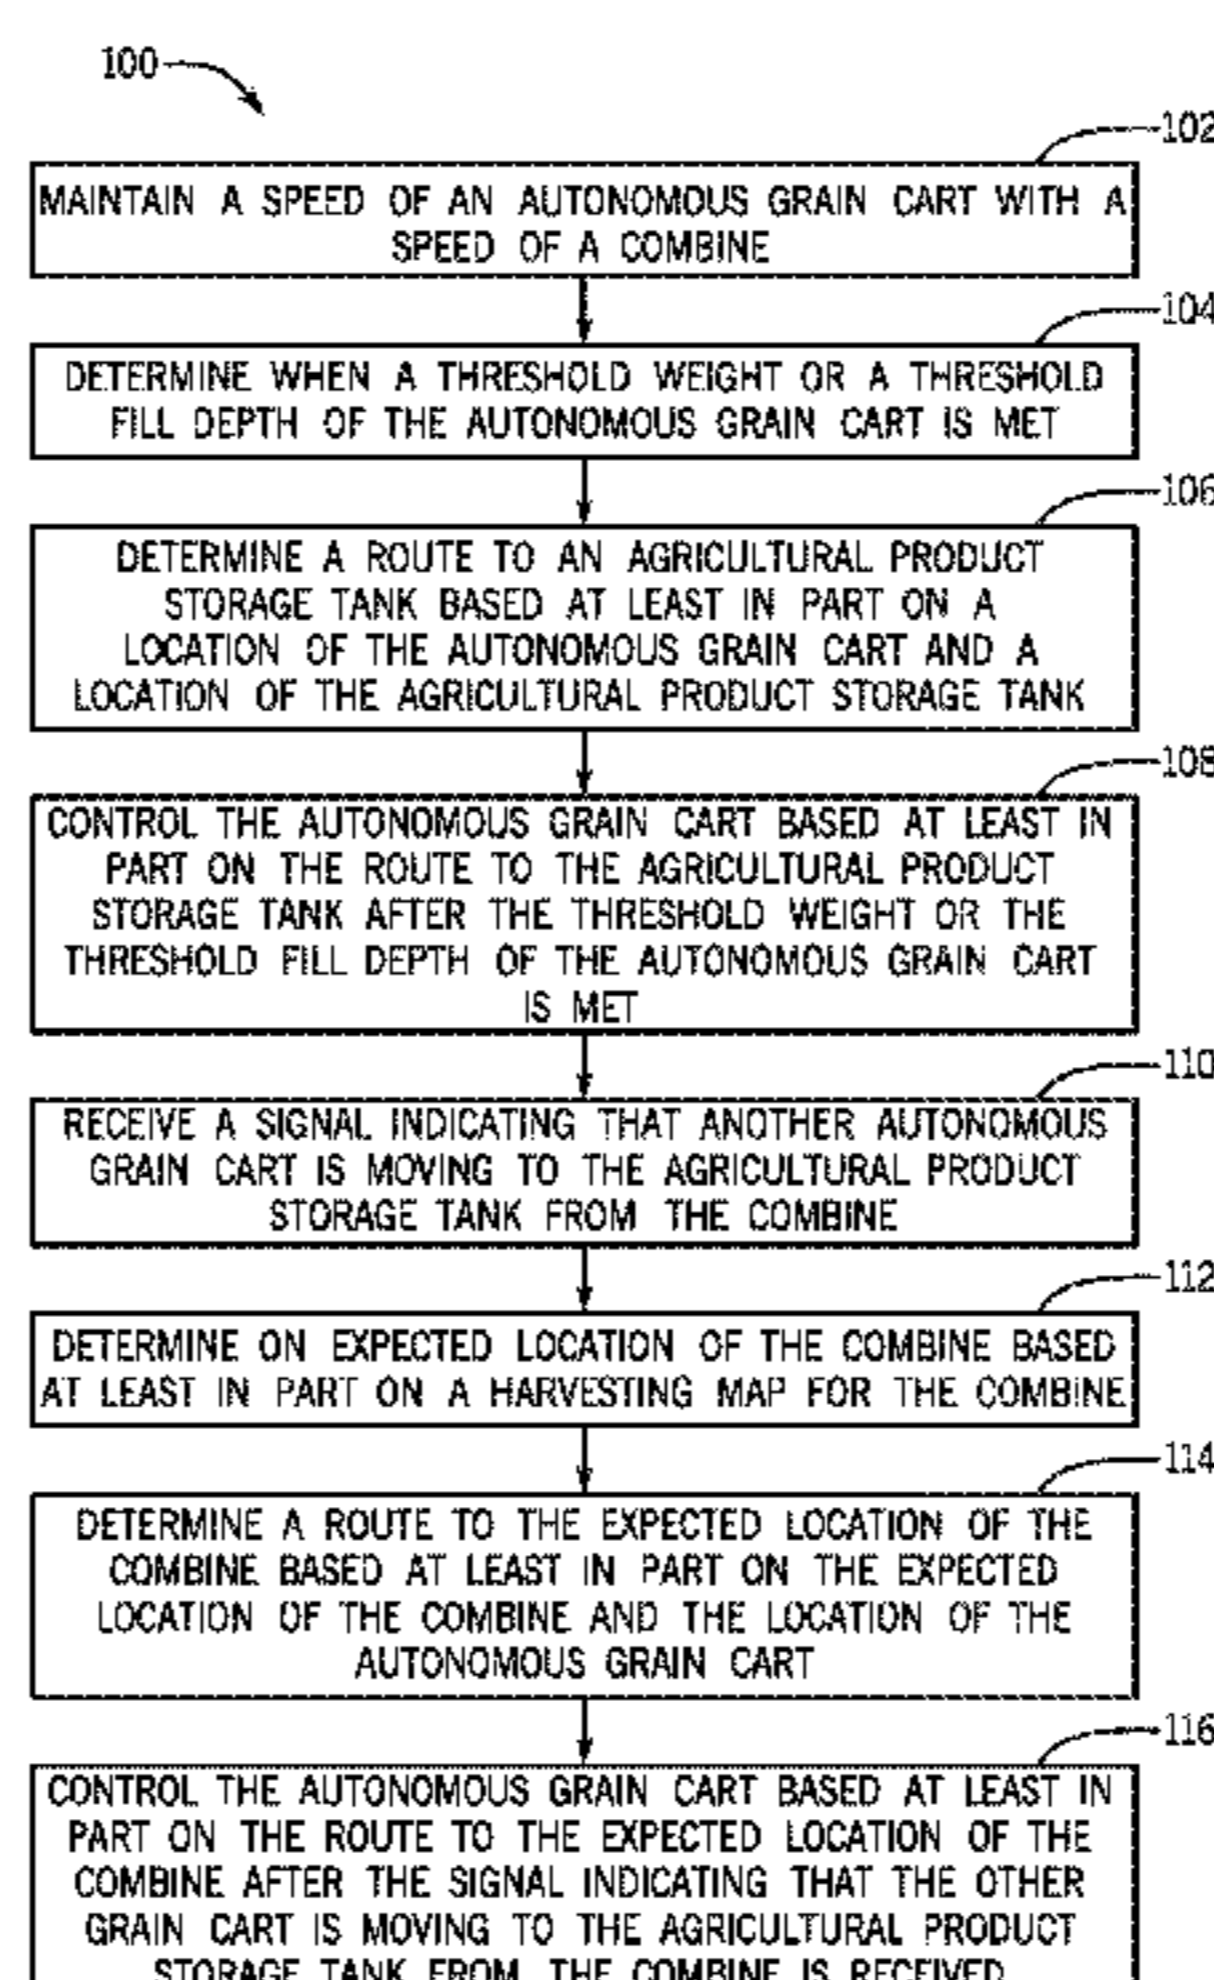 100
102
MAINTAIN A SPEED OF AN AUTONOMOUS GRAIN CART WITH A
SPEED OF A COMBINE
104
DETERMINE WHEN A THRESHOLD WEIGHT OR A THRESHOLD
FILL DEPTH OF THE AUTONOMOUS GRAIN CART IS MET
106
DETERMINE A ROUTE TO AN AGRICULTURAL PRODUCT
STORAGE TANK BASED AT LEAST IN PART ON A
LOCATION OF THE AUTONOMOUS GRAIN CART AND A
LOCATION OF THE AGRICULTURAL PRODUCT STORAGE TANK
108
CONTROL THE AUTONOMOUS GRAIN CART BASED AT LEAST IN
PART ON THE ROUTE TO THE AGRICULTURAL PRODUCT
STORAGE TANK AFTER THE THRESHOLD WEIGHT OR THE
THRESHOLD FILL DEPTH OF THE AUTONOMOUS GRAIN CART
IS MET
110
RECEIVE A SIGNAL INDICATING THAT ANOTHER AUTONOMOUS
GRAIN CART IS MOVING TO THE AGRICULTURAL PRODUCT
STORAGE TANK FROM THE COMBINE
112
DETERMINE ON EXPECTED LOCATION OF THE COMBINE BASED
AT LEAST IN PART ON A HARVESTING MAP FOR THE COMBINE
114
DETERMINE A ROUTE TO THE EXPECTED LOCATION OF THE
COMBINE BASED AT LEAST IN PART ON THE EXPECTED
LOCATION OF THE COMBINE AND THE LOCATION OF THE
AUTONOMOUS GRAIN CART
116
CONTROL THE AUTONOMOUS GRAIN CART BASED AT LEAST IN
PART ON THE ROUTE TO THE EXPECTED LOCATION OF THE
COMBINE AFTER THE SIGNAL INDICATING THAT THE OTHER
GRAIN CART IS MOVING TO THE AGRICULTURAL PRODUCT
STORAGE TANK FROM THE COMBINE IS RECEIVED